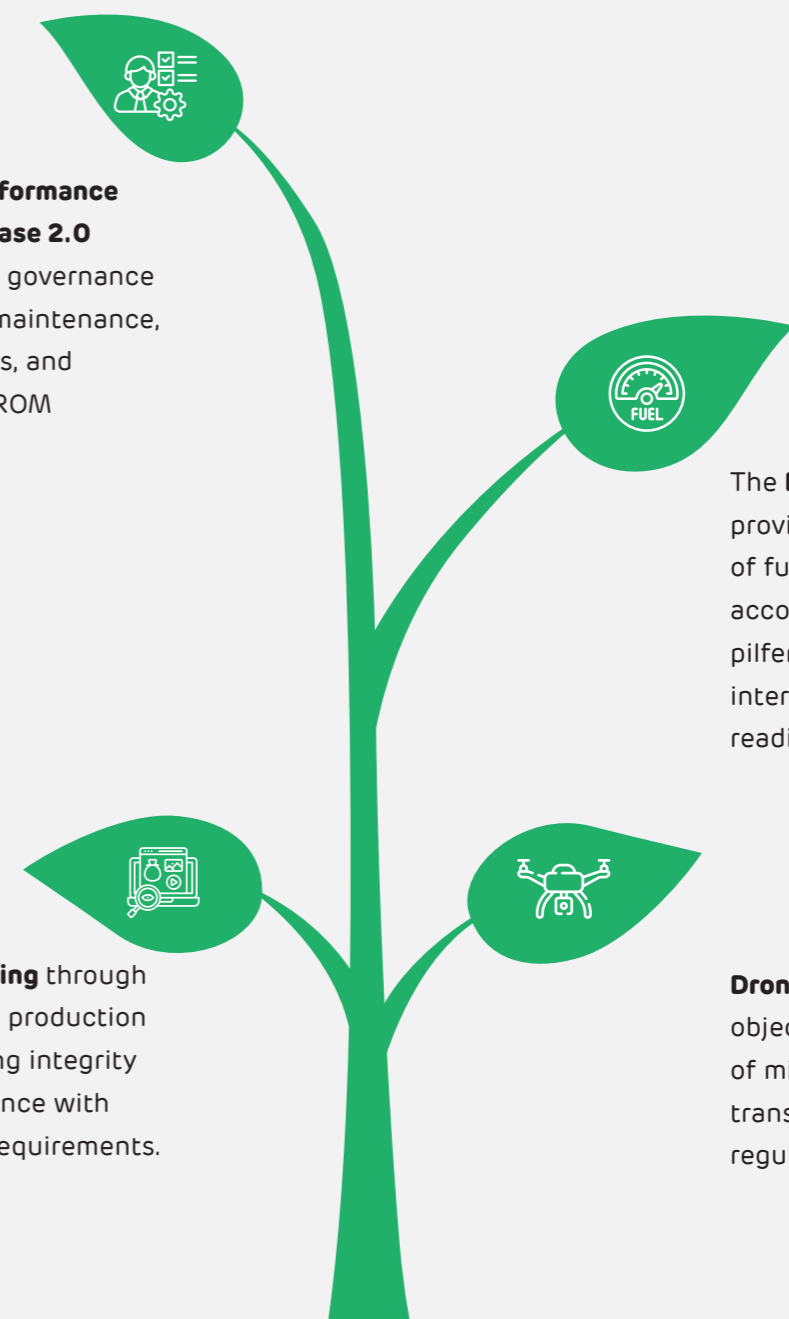 formance
ase 2.0
governance
maintenance,
s, and
ROM
FUEL
The
provi
of fu
acco
pilfer
inter
readi
ing through
production
ng integrity
nce with
equirements.
Dron
objec
of mi
trans
regu